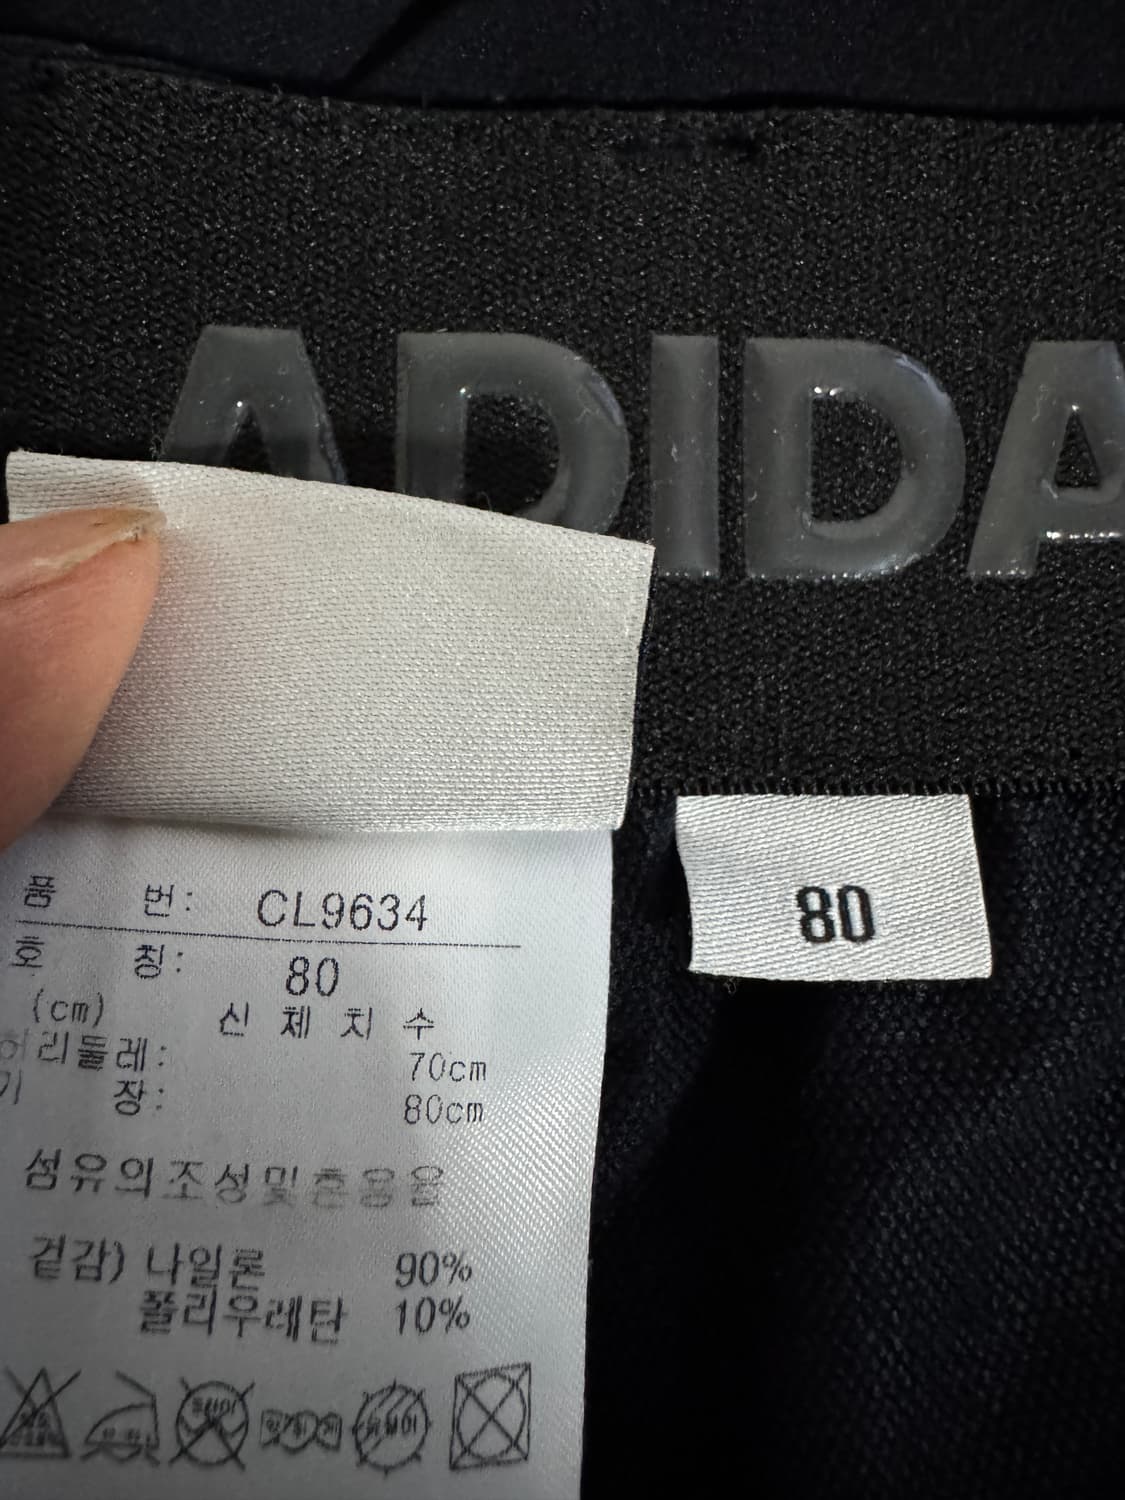 ADIDA
80
품 번: CL9634
호 칭: 80
(cm) 신 체 치 수
허리둘레: 70cm
기 장: 80cm
섬유의조성및혼용율
겉감) 나일론 90%
폴리우레탄 10%